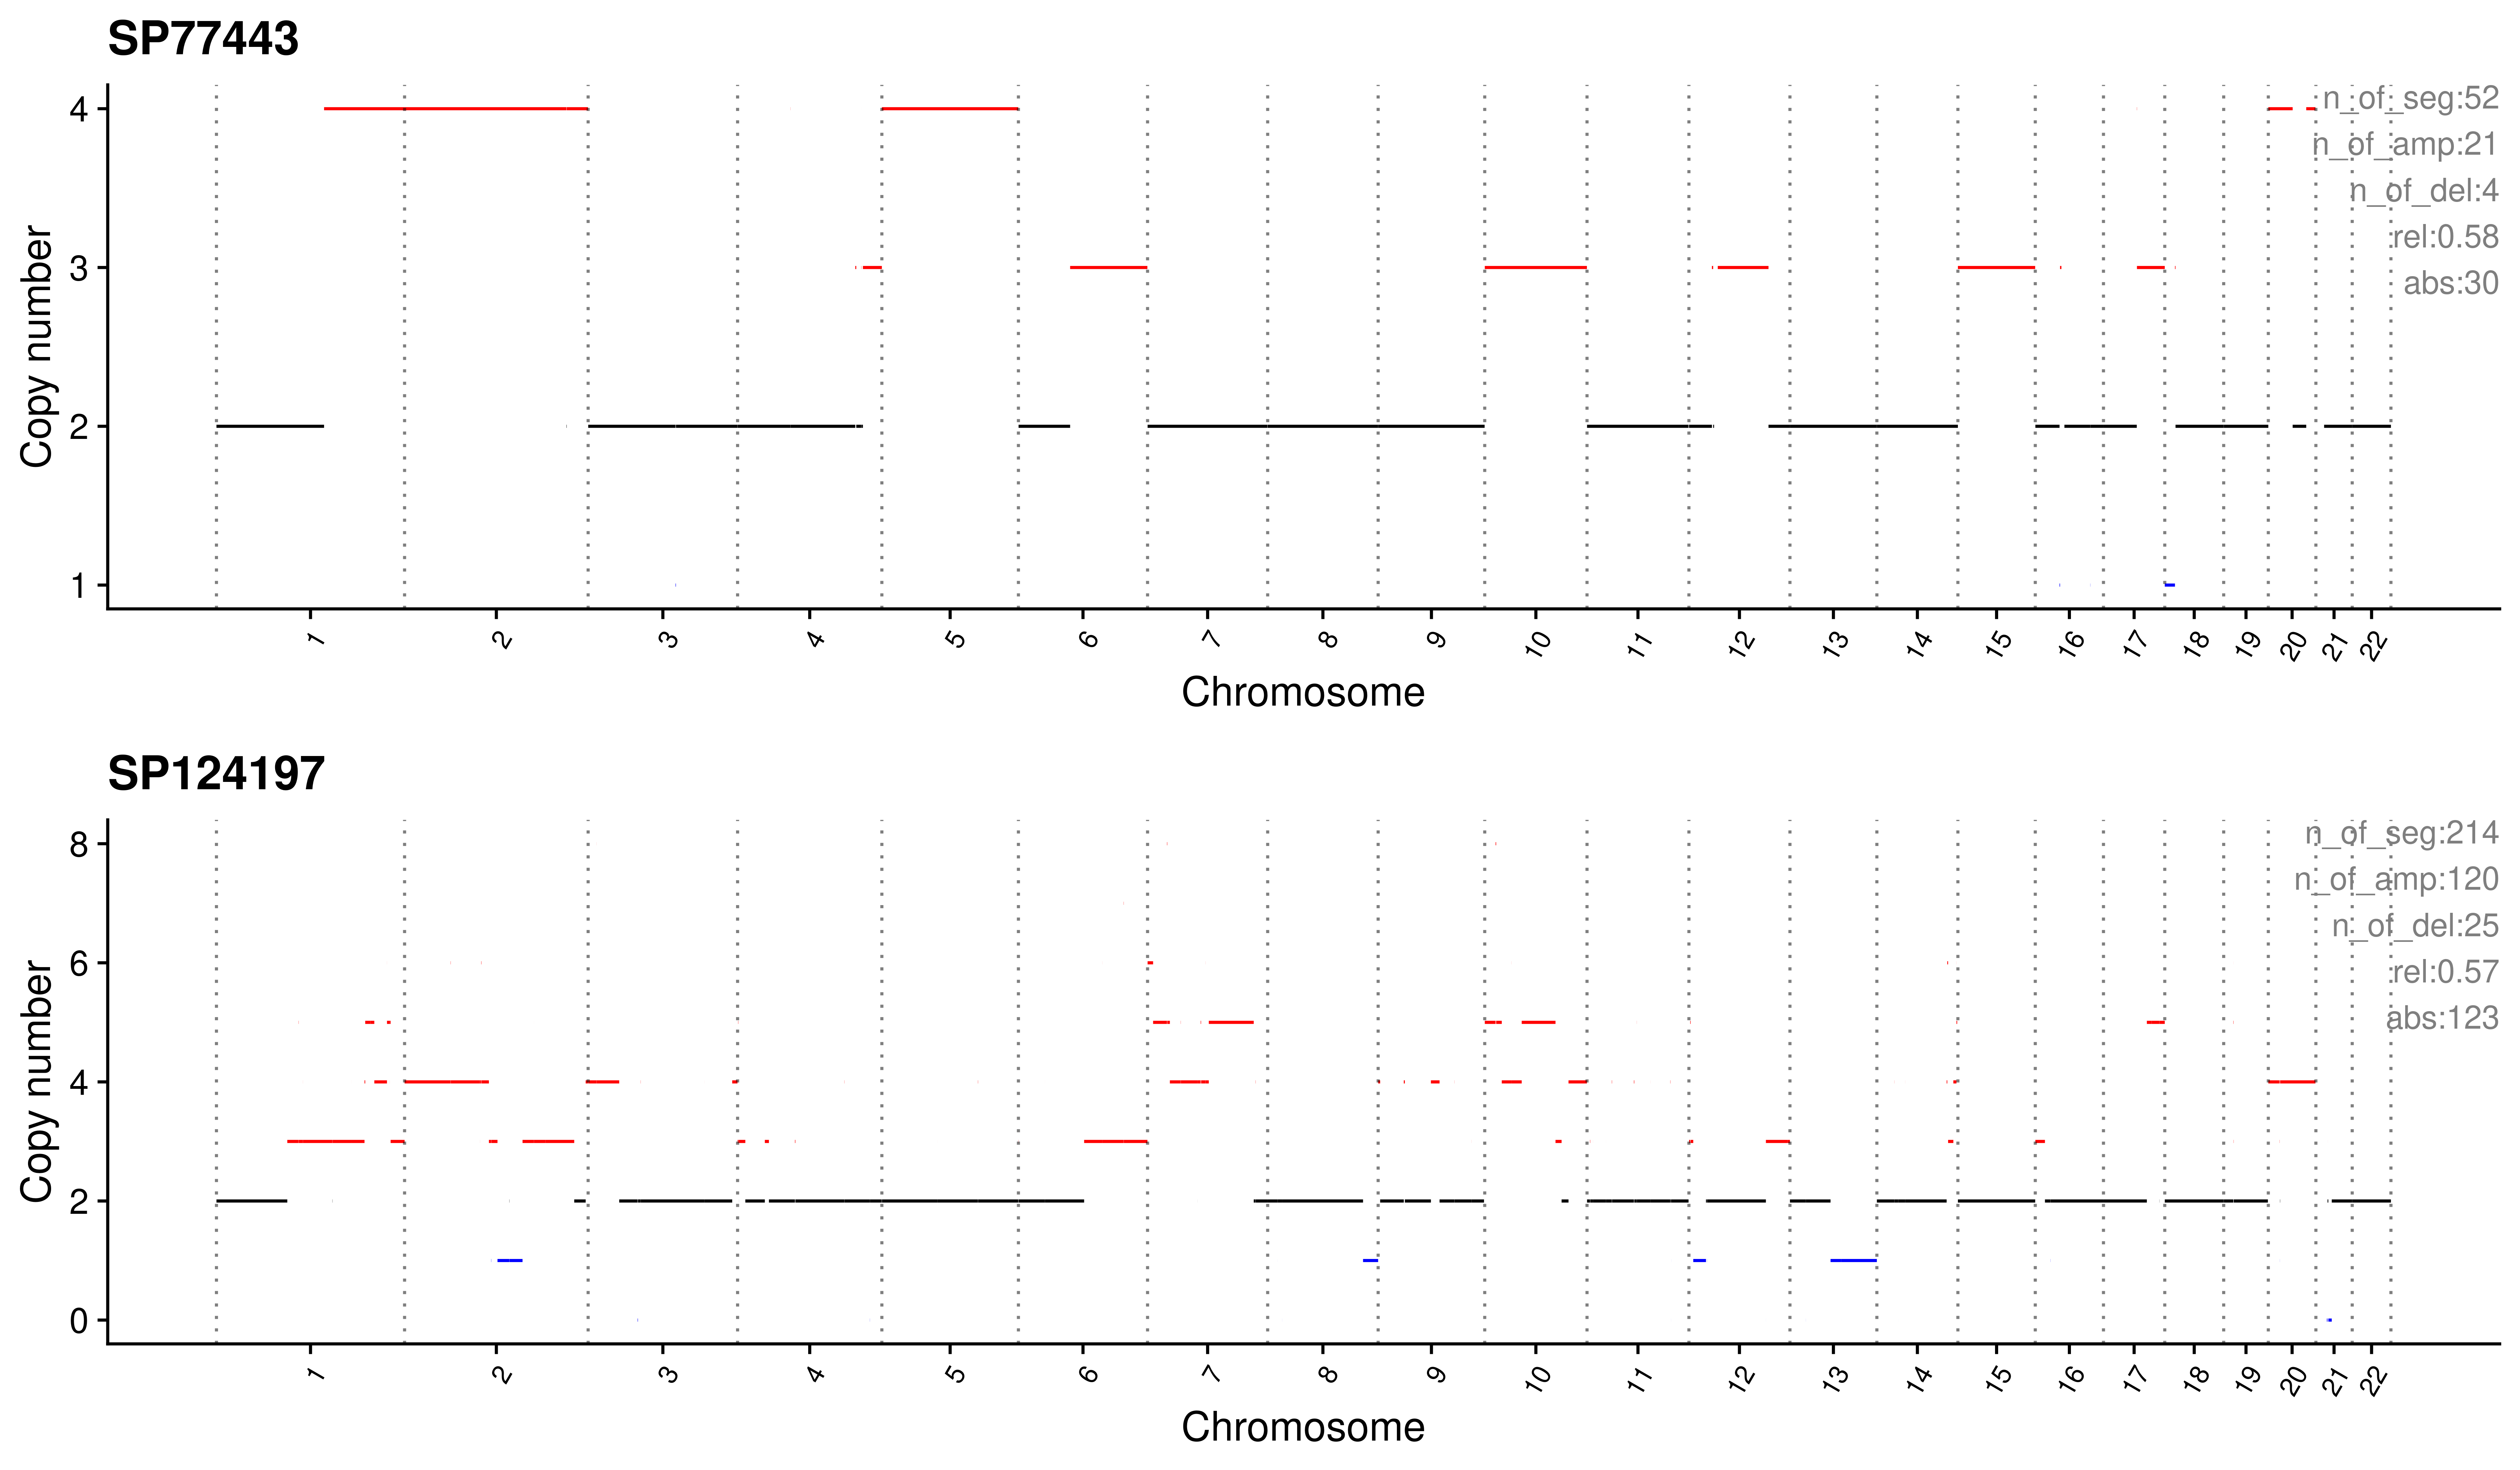 SP77443
n_of_seg:52
n_of_amp:21
n_of_del:4
rel:0.58
abs:30
Copy number
4
3
2
1
1 2 3 4 5 6 7 8 9 10 11 12 13 14 15 16 17 18 19 20 21 22
Chromosome
SP124197
n_of_seg:214
n_of_amp:120
n_of_del:25
rel:0.57
abs:123
Copy number
8
6
4
2
0
1 2 3 4 5 6 7 8 9 10 11 12 13 14 15 16 17 18 19 20 21 22
Chromosome